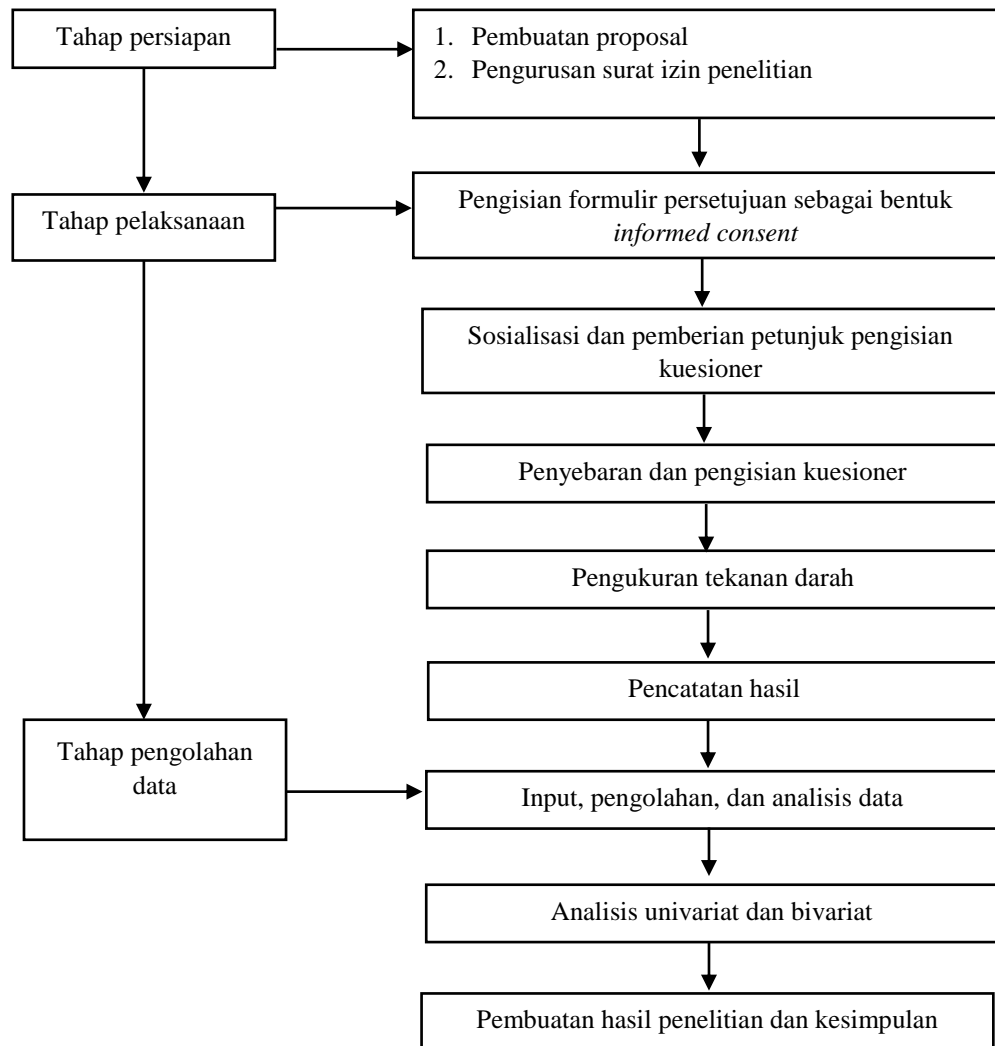 Tahap persiapan
1. Pembuatan proposal
2. Pengurusan surat izin penelitian
Tahap pelaksanaan
Pengisian formulir persetujuan sebagai bentuk
informed consent
Sosialisasi dan pemberian petunjuk pengisian
kuesioner
Penyebaran dan pengisian kuesioner
Pengukuran tekanan darah
Pencatatan hasil
Tahap pengolahan
data
Input, pengolahan, dan analisis data
Analisis univariat dan bivariat
Pembuatan hasil penelitian dan kesimpulan